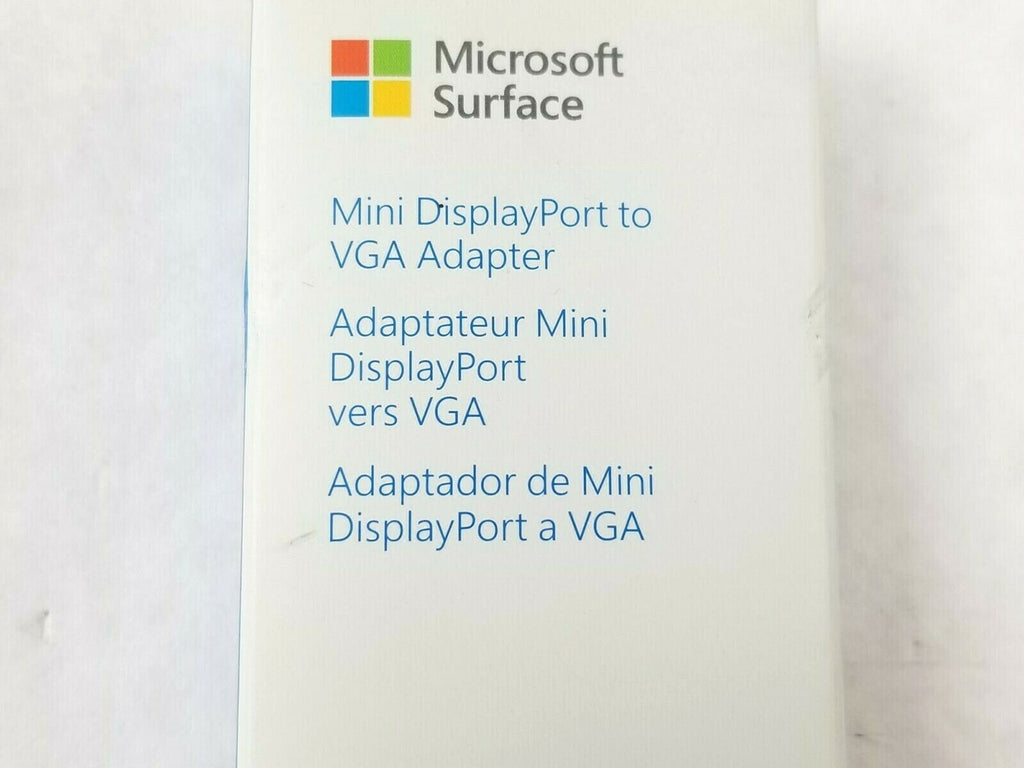 Microsoft
Surface
Mini DisplayPort to
VGA Adapter
Adaptateur Mini
DisplayPort
vers VGA
Adaptador de Mini
DisplayPort a VGA